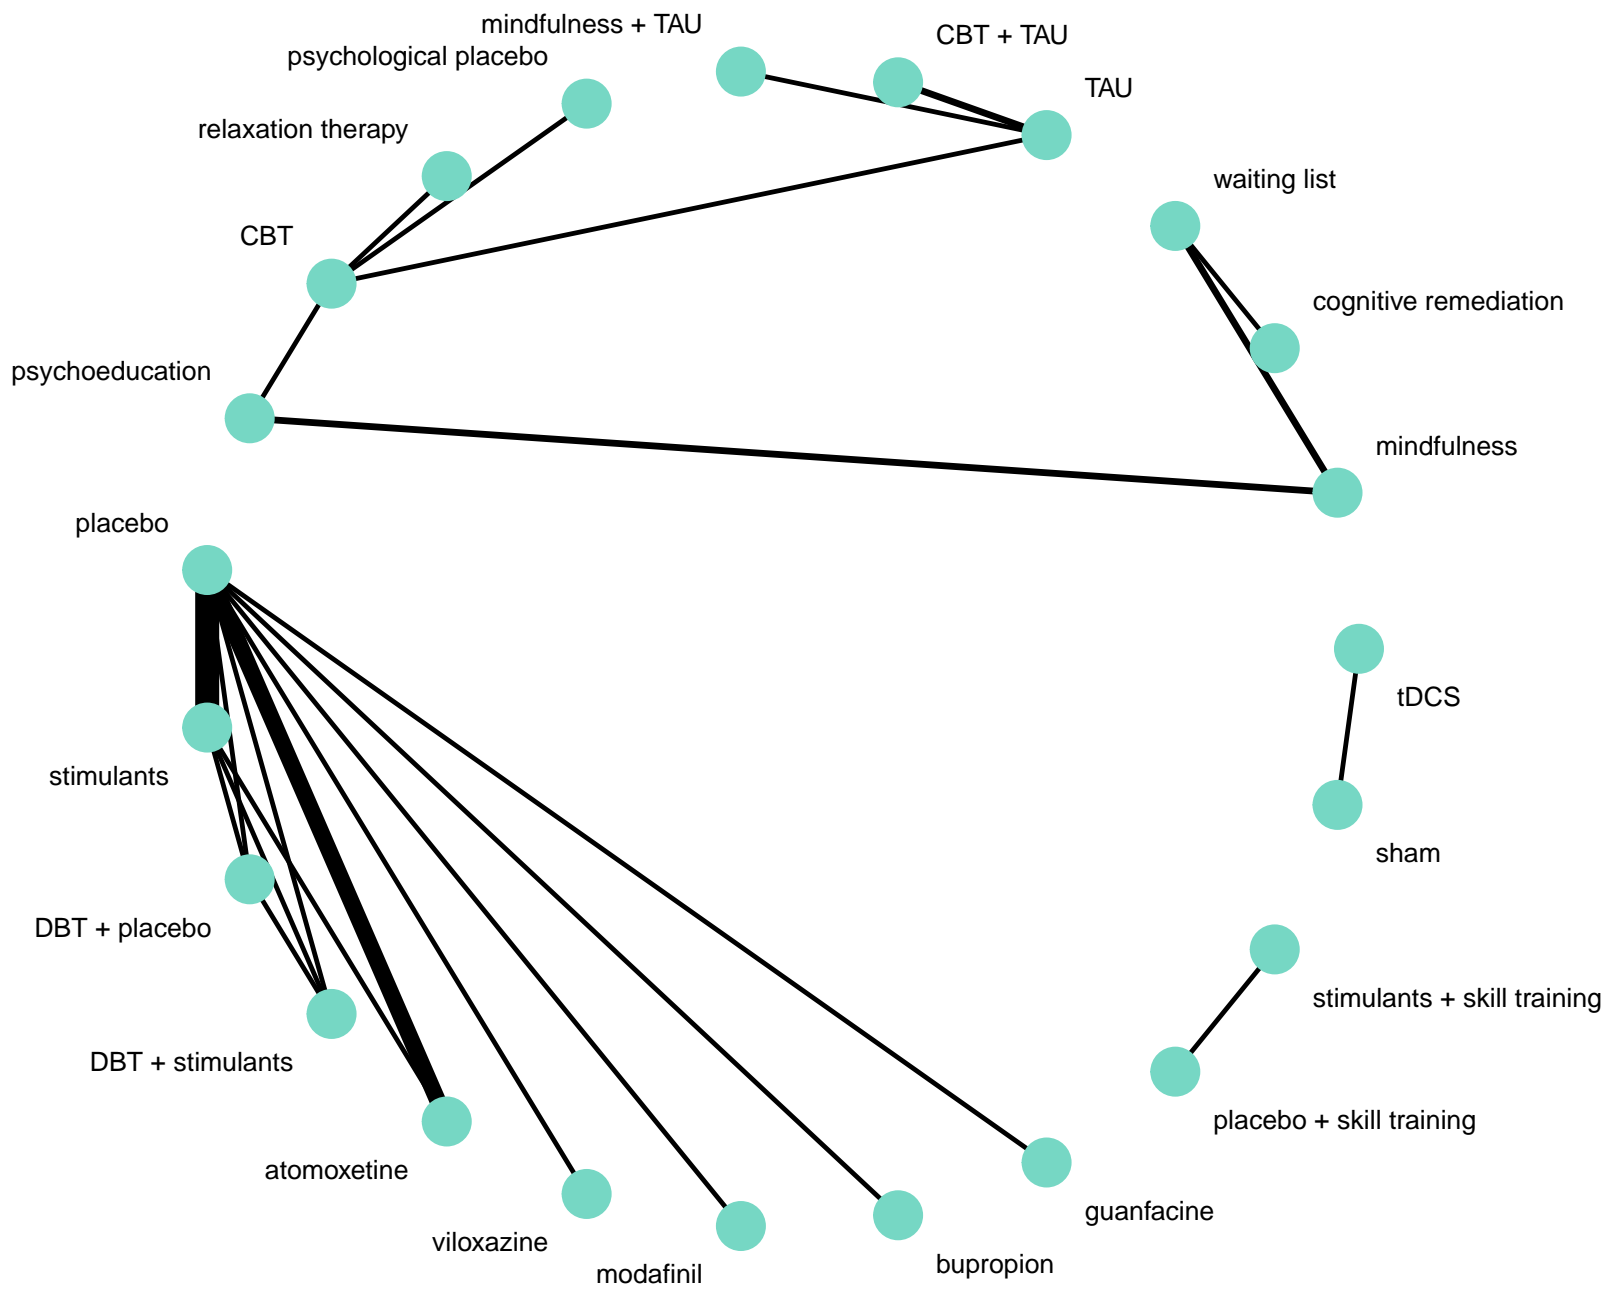 mindfulness + TAU
CBT + TAU
psychological placebo
TAU
relaxation therapy
waiting list
CBT
cognitive remediation
psychoeducation
mindfulness
placebo
tDCS
stimulants
sham
DBT + placebo
stimulants + skill training
DBT + stimulants
placebo + skill training
atomoxetine
guanfacine
viloxazine
bupropion
modafinil